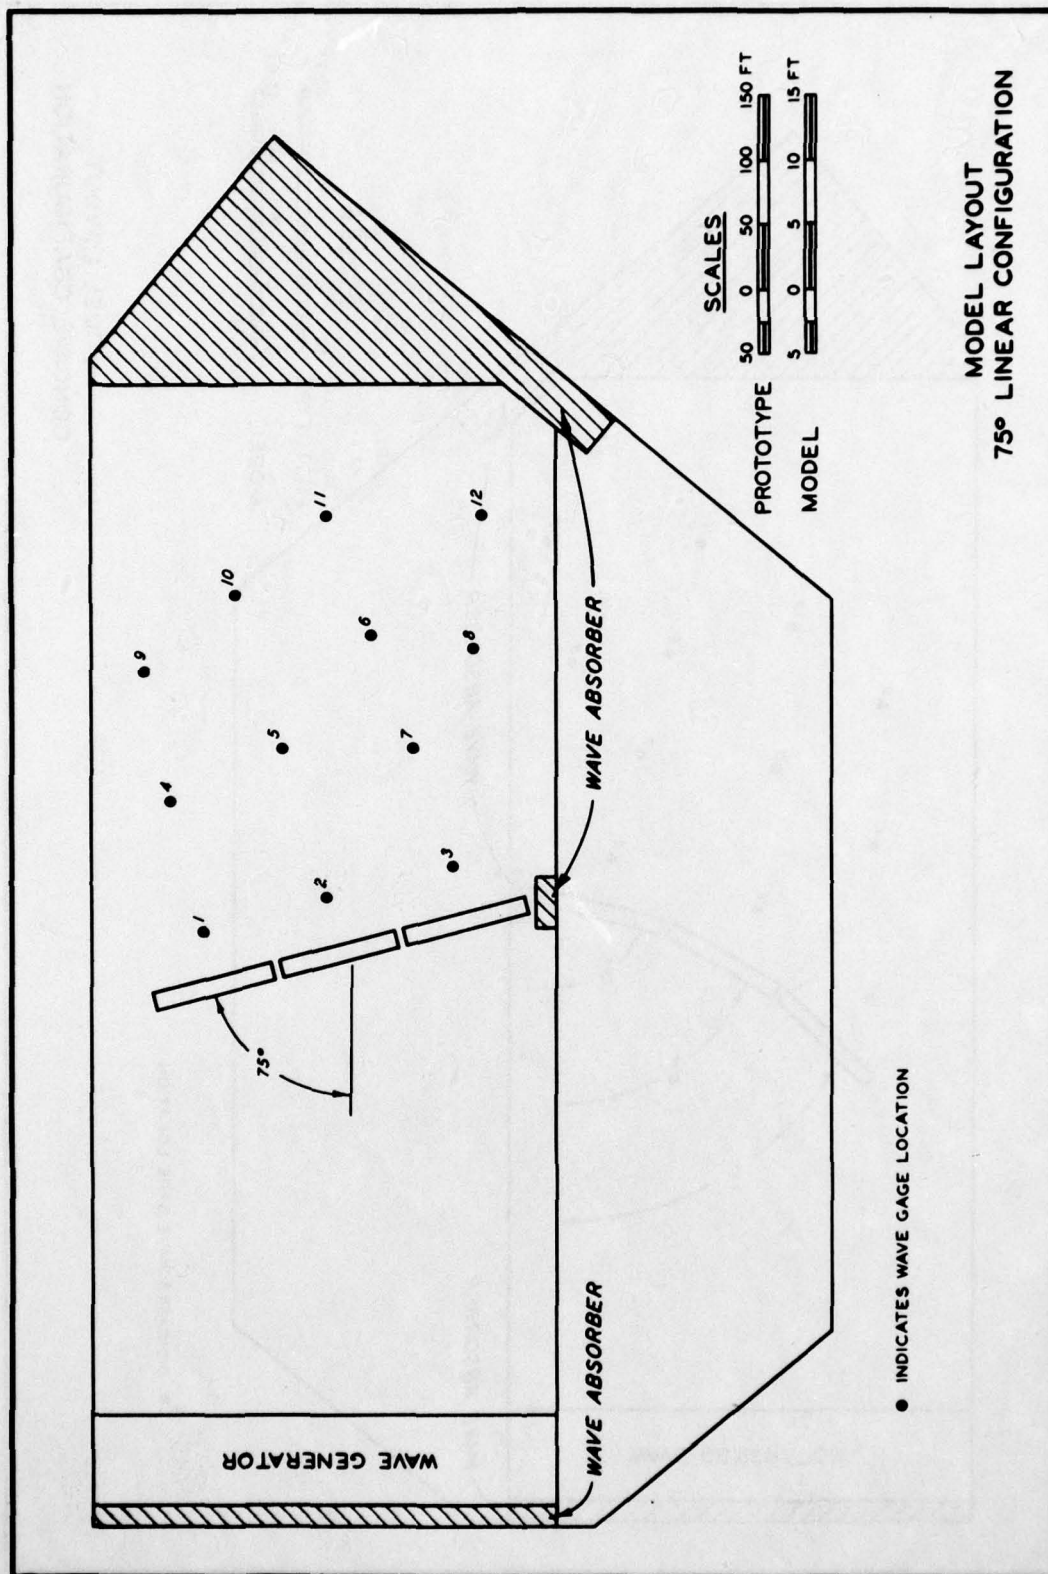 WAVE GENERATOR
WAVE ABSORBER
75°
1
2
3
4
5
6
7
8
9
10
11
12
WAVE ABSORBER
● INDICATES WAVE GAGE LOCATION
SCALES
PROTOTYPE 50 0 50 100 150 FT
MODEL 5 0 5 10 15 FT
MODEL LAYOUT
75° LINEAR CONFIGURATION